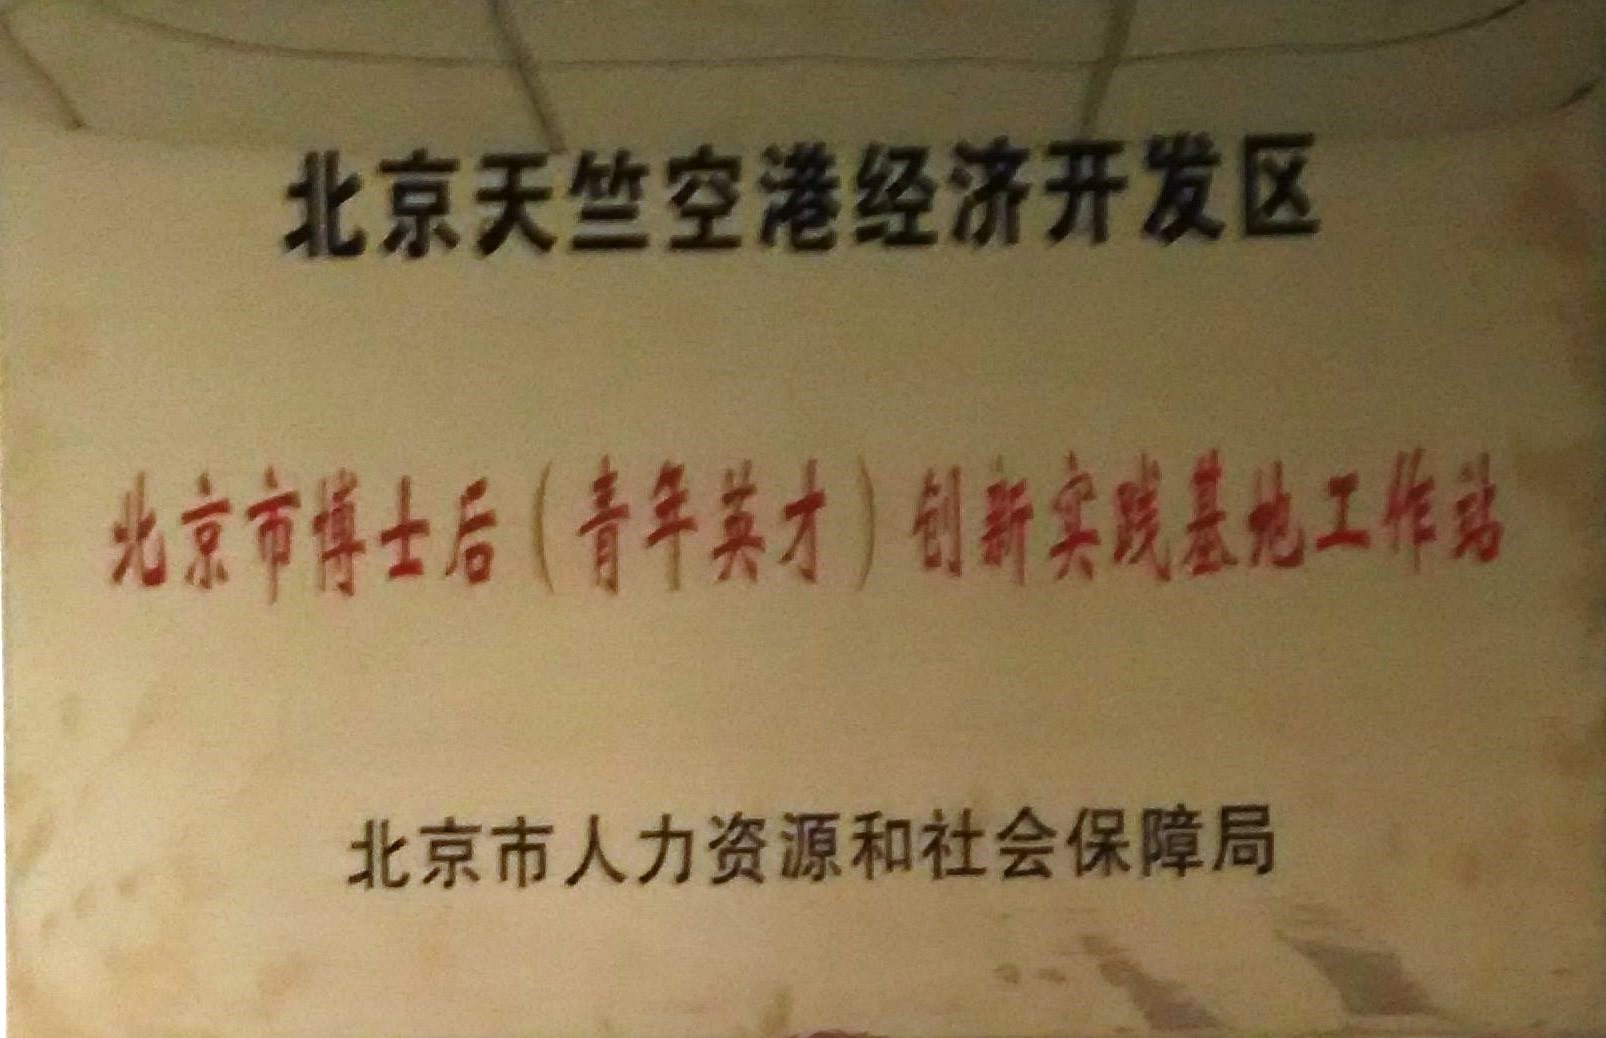 北京天竺空港经济开发区
北京市博士后（青年英才）创新实践基地工作站
北京市人力资源和社会保障局